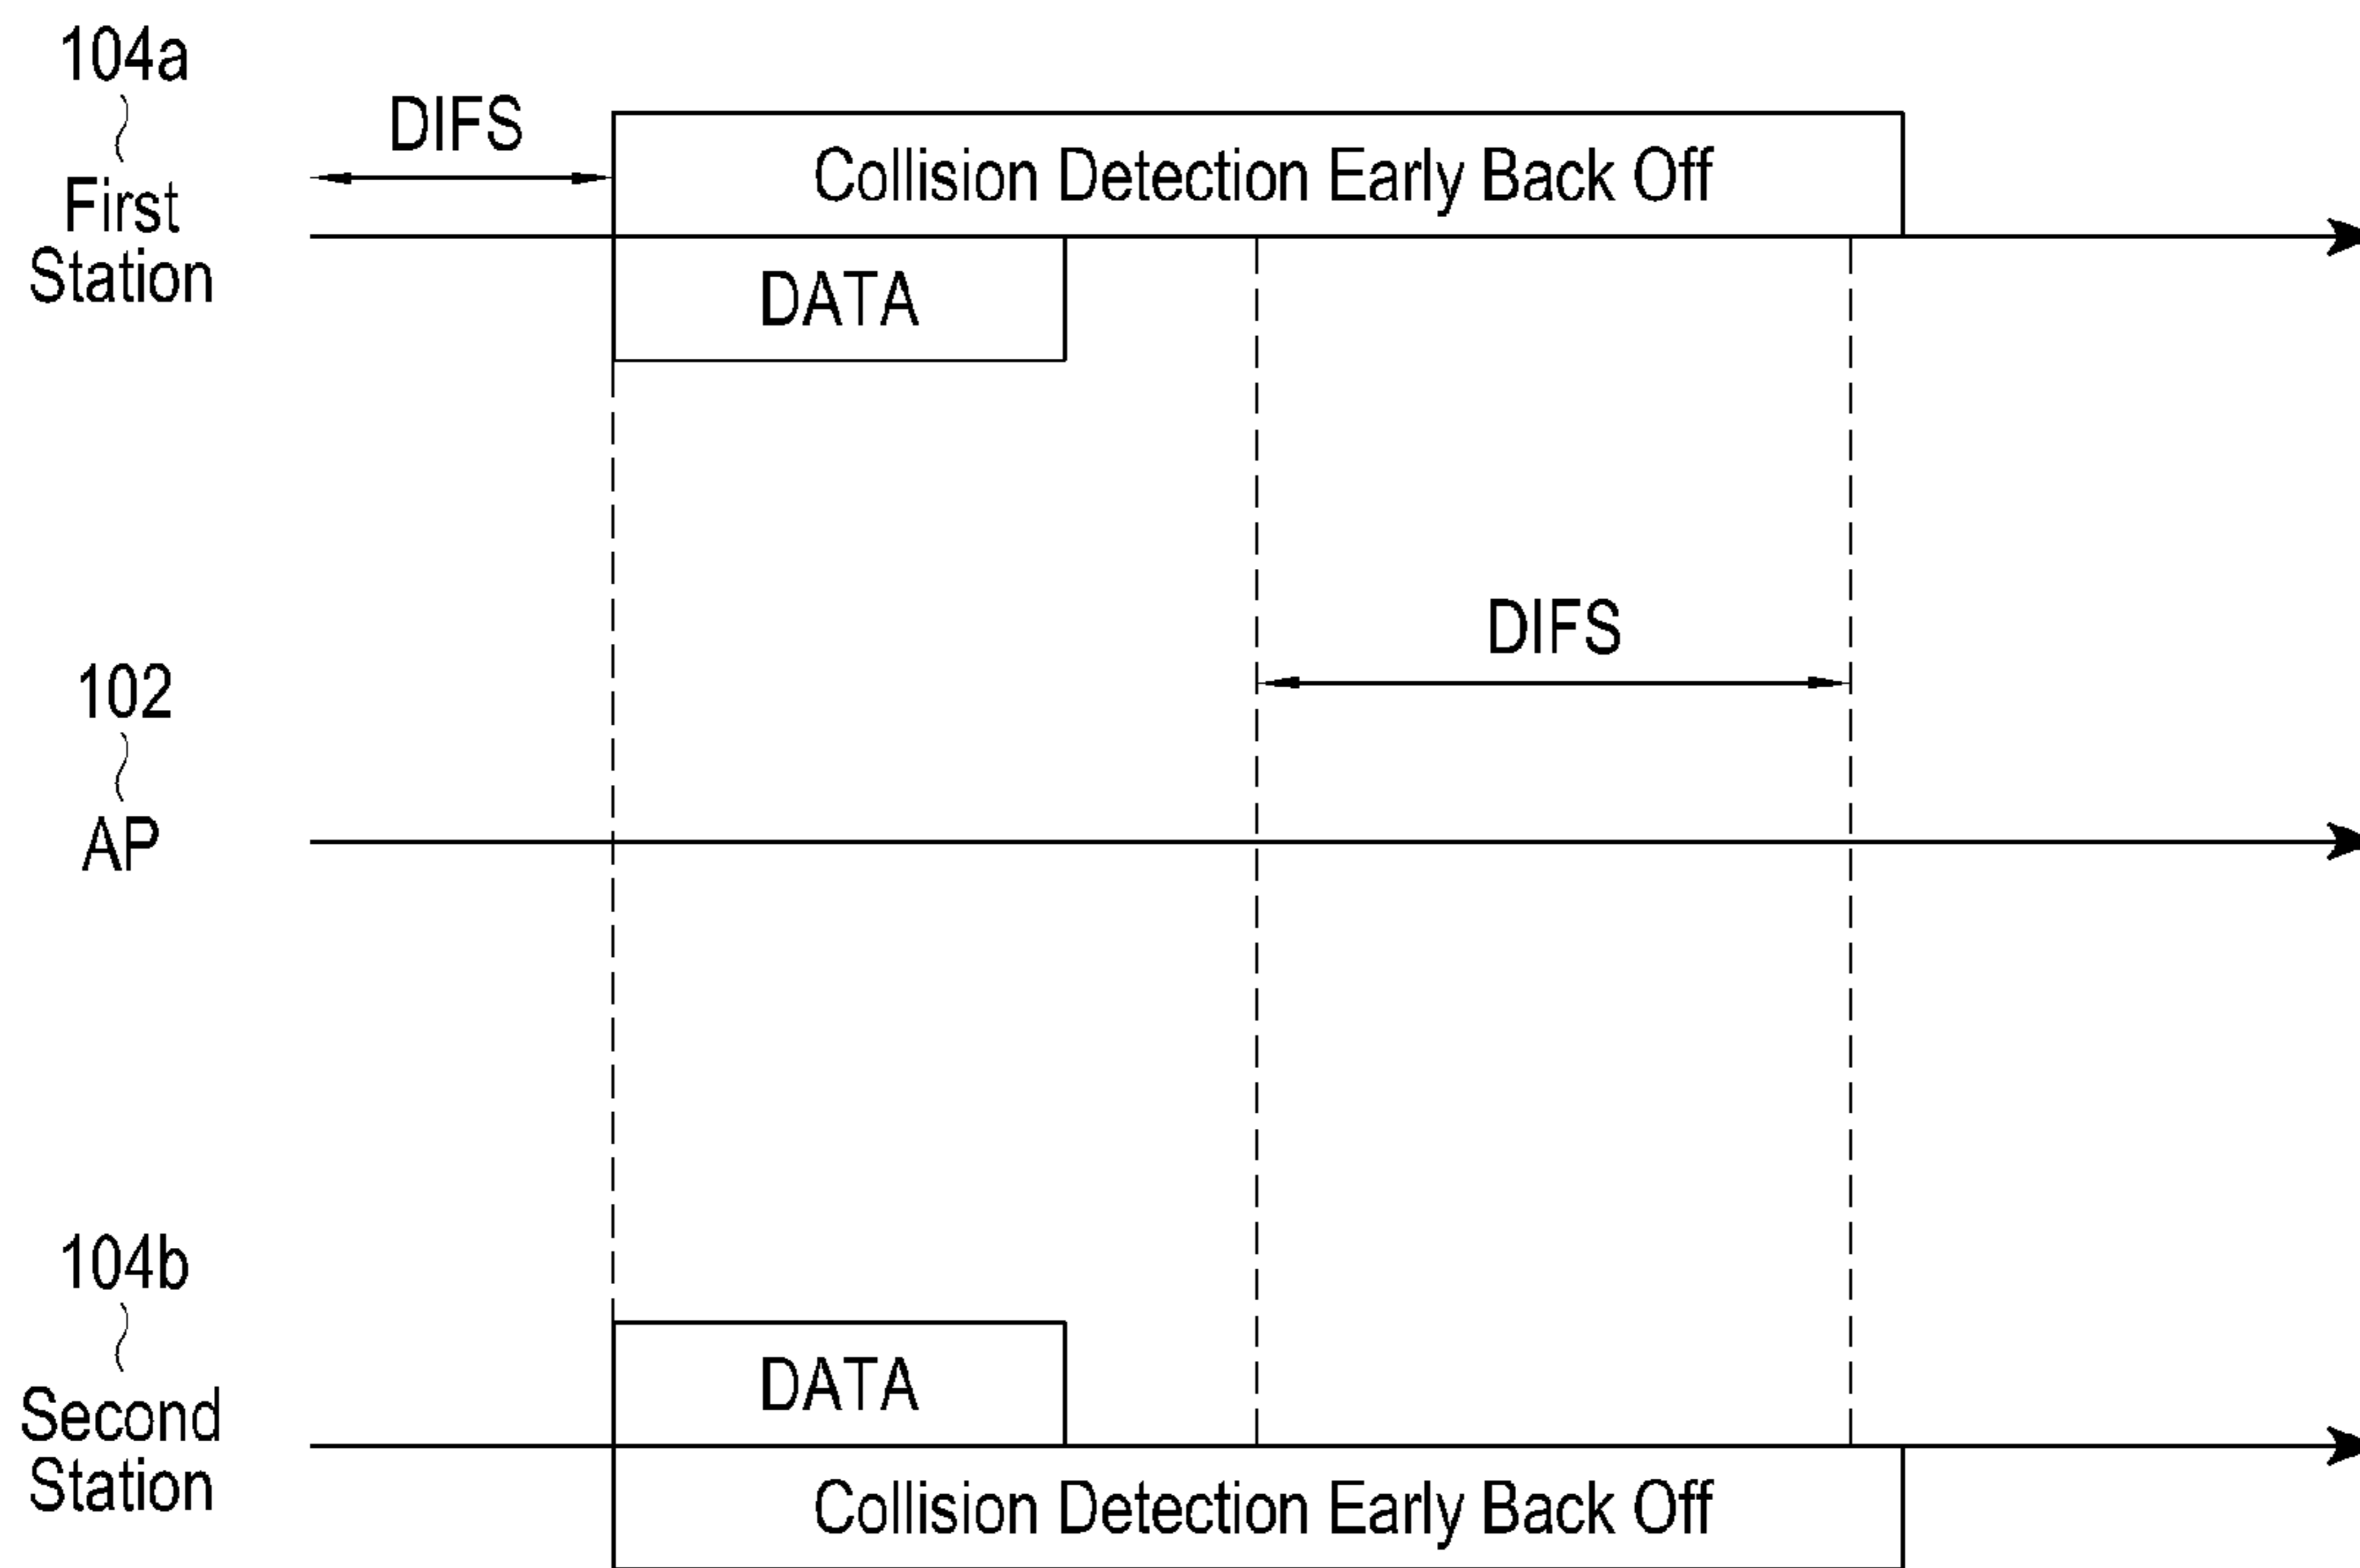 104a
First
Station
DIFS
Collision Detection Early Back Off
DATA
DIFS
102
AP
104b
Second
Station
DATA
Collision Detection Early Back Off